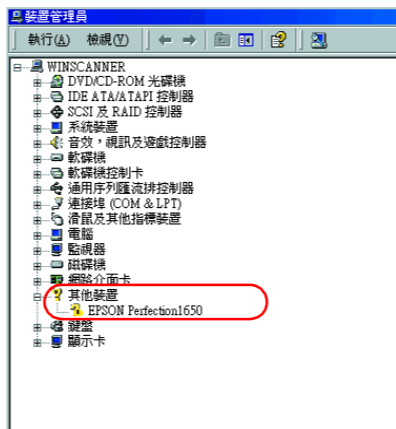 裝置管理員
執行(A) 檢視(V)
WINSCANNER
DVD/CD-ROM 光碟機
IDE ATA/ATAPI 控制器
SCSI 及 RAID 控制器
系統裝置
音效，視訊及遊戲控制器
軟碟機
軟碟機控制卡
通用序列匯流排控制器
連接埠 (COM & LPT)
滑鼠及其他指標裝置
電腦
監視器
磁碟機
網路介面卡
其他裝置
EPSON Perfection1650
鍵盤
顯示卡